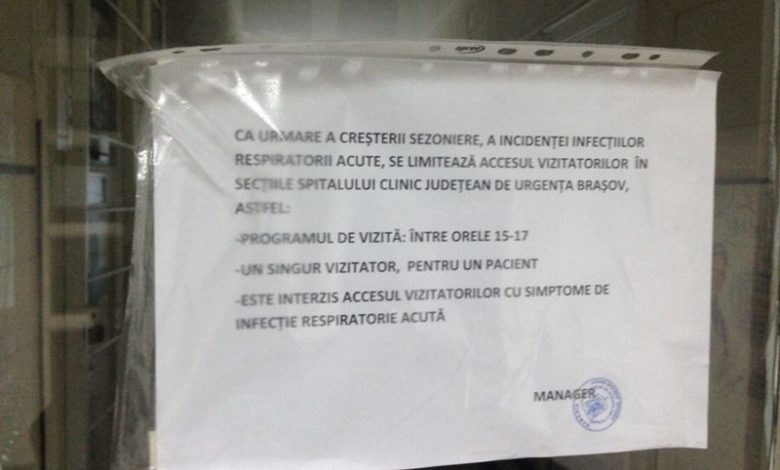 CA URMARE A CREȘTERII SEZONIERE, A INCIDENȚEI INFECȚIILOR
RESPIRATORII ACUTE, SE LIMITEAZĂ ACCESUL VIZITATORILOR ÎN
SECȚIILE SPITALULUI CLINIC JUDEȚEAN DE URGENȚA BRAȘOV,
ASTFEL:
-PROGRAMUL DE VIZITĂ: ÎNTRE ORELE 15-17
-UN SINGUR VIZITATOR, PENTRU UN PACIENT
-ESTE INTERZIS ACCESUL VIZITATORILOR CU SIMPTOME DE
INFECȚIE RESPIRATORIE ACUTĂ
MANAGER